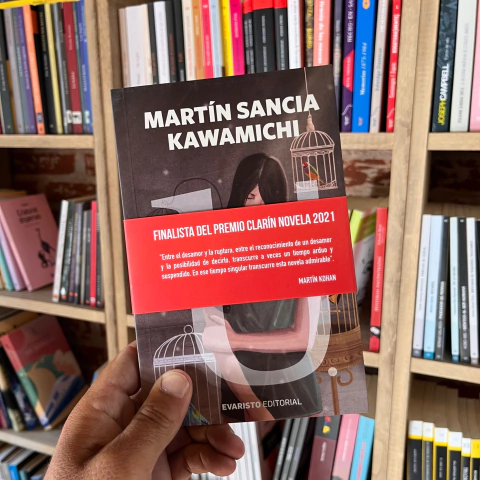 MARTÍN SANCIA
KAWAMICHI
FINALISTA DEL PREMIO CLARÍN NOVELA 2021
"Entre el desamor y la ruptura, entre el reconocimiento de un desamor
y la posibilidad de decirlo, transcurre a veces un tiempo arduo y
suspendido. En ese tiempo singular transcurre esta novela admirable".
MARTÍN KOHAN
EVARISTO EDITORIAL
JOSEPH CAMPBELL